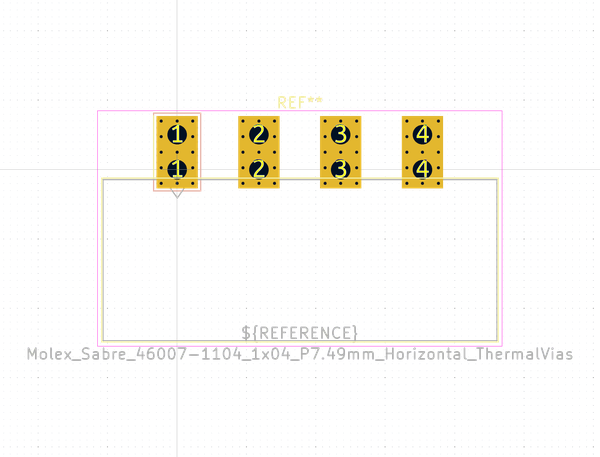 REF**
1 2 3 4
1 2 3 4
${REFERENCE}
Molex_Sabre_46007-1104_1x04_P7.49mm_Horizontal_ThermalVias